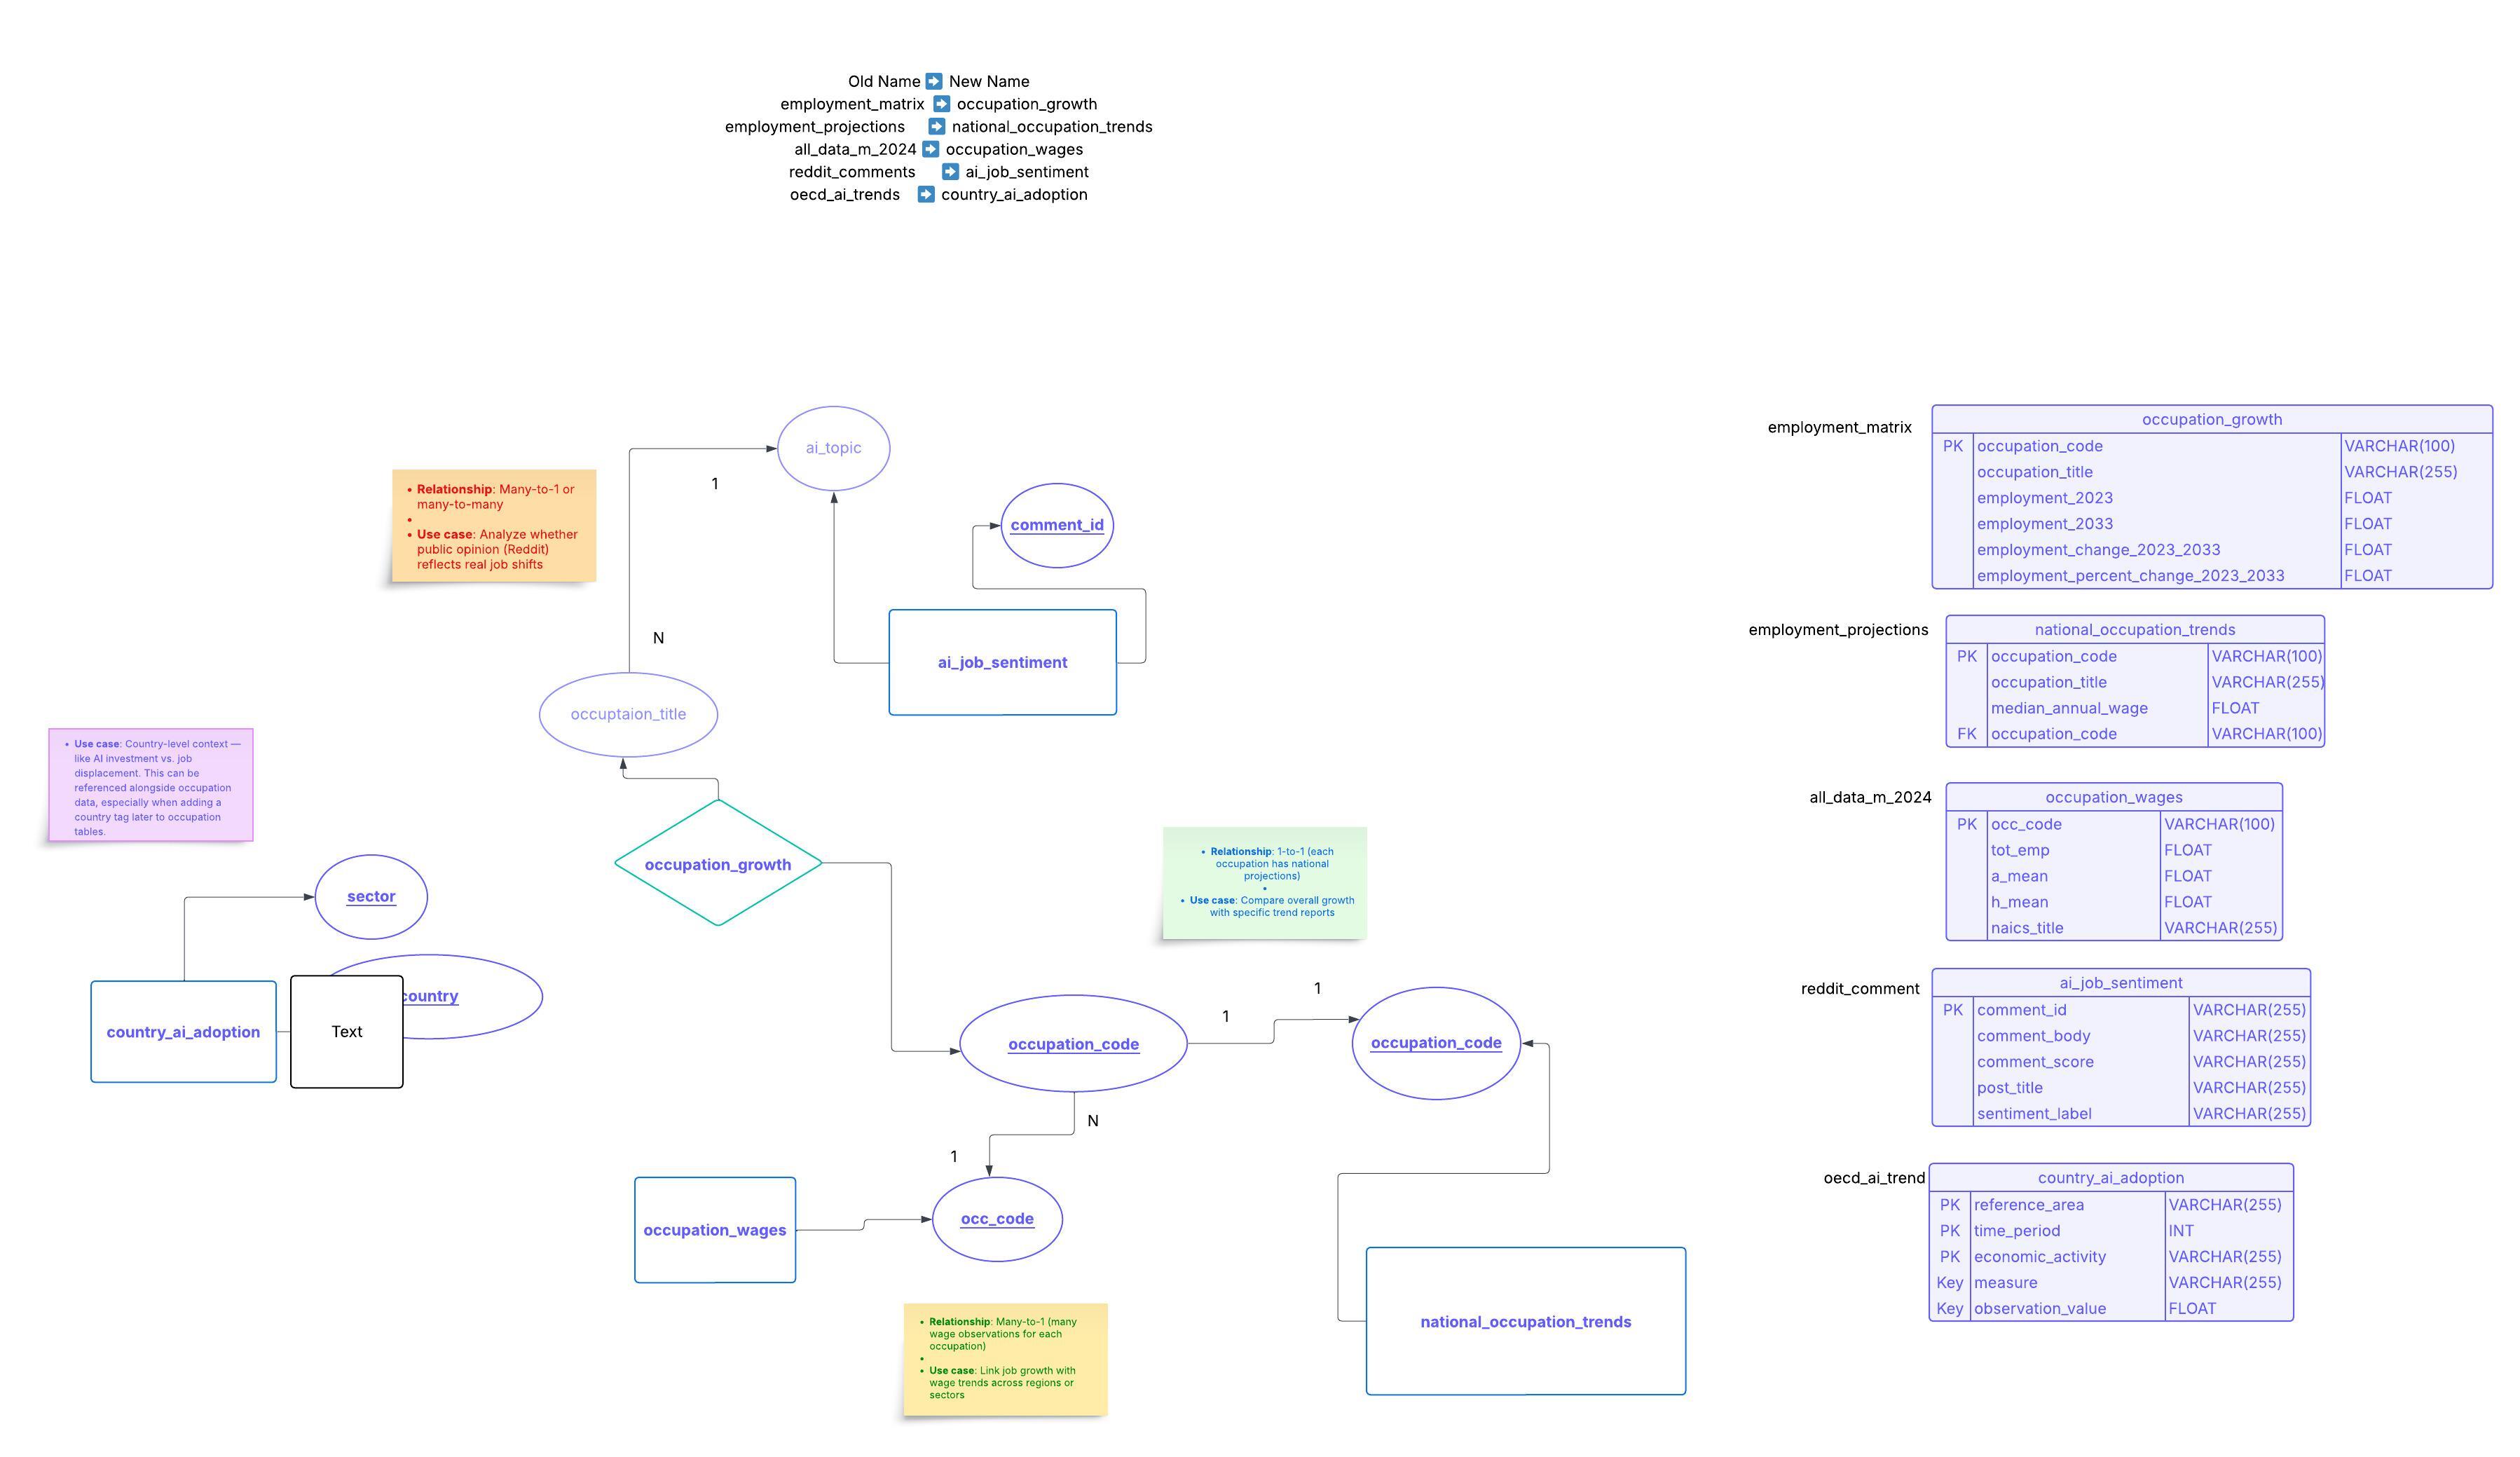 Old Name ➡️ New Name
employment_matrix ➡️ occupation_growth
employment_projections ➡️ national_occupation_trends
all_data_m_2024 ➡️ occupation_wages
reddit_comments ➡️ ai_job_sentiment
oecd_ai_trends ➡️ country_ai_adoption
ai_topic
1
comment_id
• Relationship: Many-to-1 or
many-to-many
•
• Use case: Analyze whether
public opinion (Reddit)
reflects real job shifts
N
ai_job_sentiment
occuptaion_title
• Use case: Country-level context —
like AI investment vs. job
displacement. This can be
referenced alongside occupation
data, especially when adding a
country tag later to occupation
tables.
occupation_growth
• Relationship: 1-to-1 (each
occupation has national
projections)
•
• Use case: Compare overall growth
with specific trend reports
sector
country
country_ai_adoption
Text
1
1
occupation_code
occupation_code
N
1
occupation_wages
occ_code
national_occupation_trends
• Relationship: Many-to-1 (many
wage observations for each
occupation)
•
• Use case: Link job growth with
wage trends across regions or
sectors
employment_matrix
occupation_growth
PK occupation_code VARCHAR(100)
occupation_title VARCHAR(255)
employment_2023 FLOAT
employment_2033 FLOAT
employment_change_2023_2033 FLOAT
employment_percent_change_2023_2033 FLOAT
employment_projections
national_occupation_trends
PK occupation_code VARCHAR(100)
occupation_title VARCHAR(255)
median_annual_wage FLOAT
FK occupation_code VARCHAR(100)
all_data_m_2024
occupation_wages
PK occ_code VARCHAR(100)
tot_emp FLOAT
a_mean FLOAT
h_mean FLOAT
naics_title VARCHAR(255)
reddit_comment
ai_job_sentiment
PK comment_id VARCHAR(255)
comment_body VARCHAR(255)
comment_score VARCHAR(255)
post_title VARCHAR(255)
sentiment_label VARCHAR(255)
oecd_ai_trend
country_ai_adoption
PK reference_area VARCHAR(255)
PK time_period INT
PK economic_activity VARCHAR(255)
Key measure VARCHAR(255)
Key observation_value FLOAT